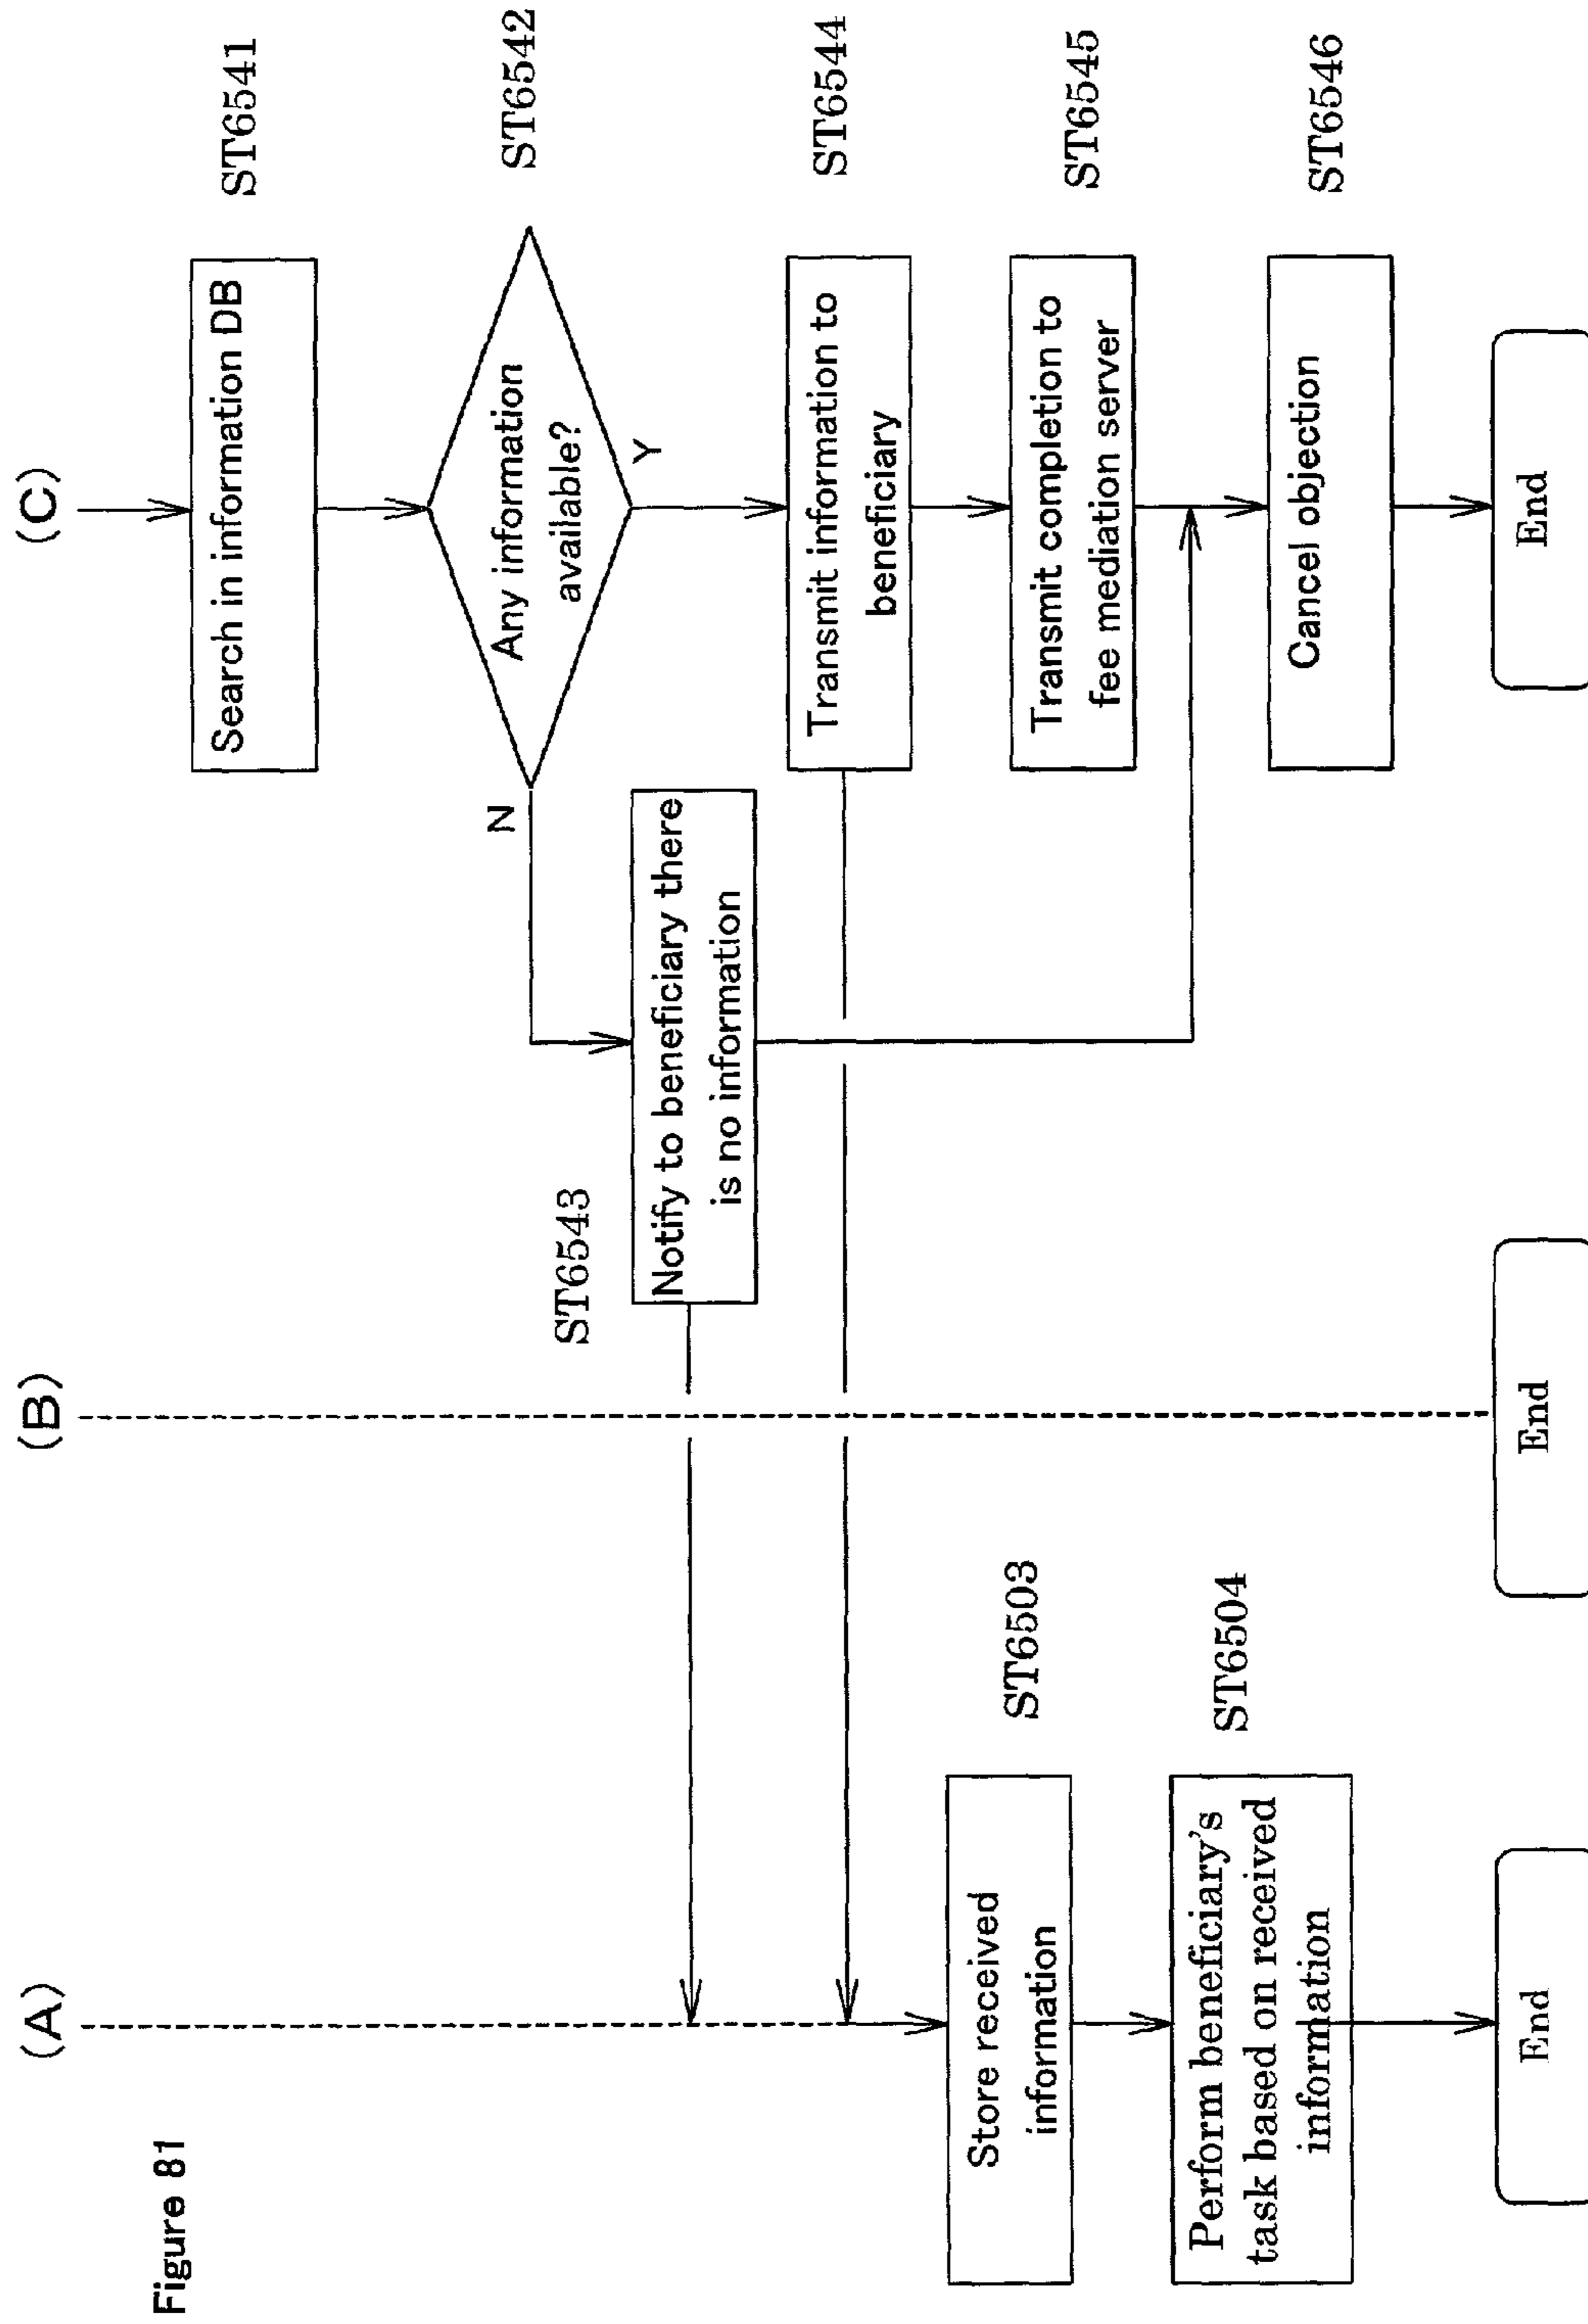 Figure 81
(A)
(B)
(C)
Search in information DB
ST6541
Any information
available?
ST6542
N
Y
ST6543
Notify to beneficiary there
is no information
Transmit information to
beneficiary
ST6544
Store received
information
ST6503
Transmit completion to
fee mediation server
ST6545
Perform beneficiary's
task based on received
information
ST6504
Cancel objection
ST6546
End
End
End